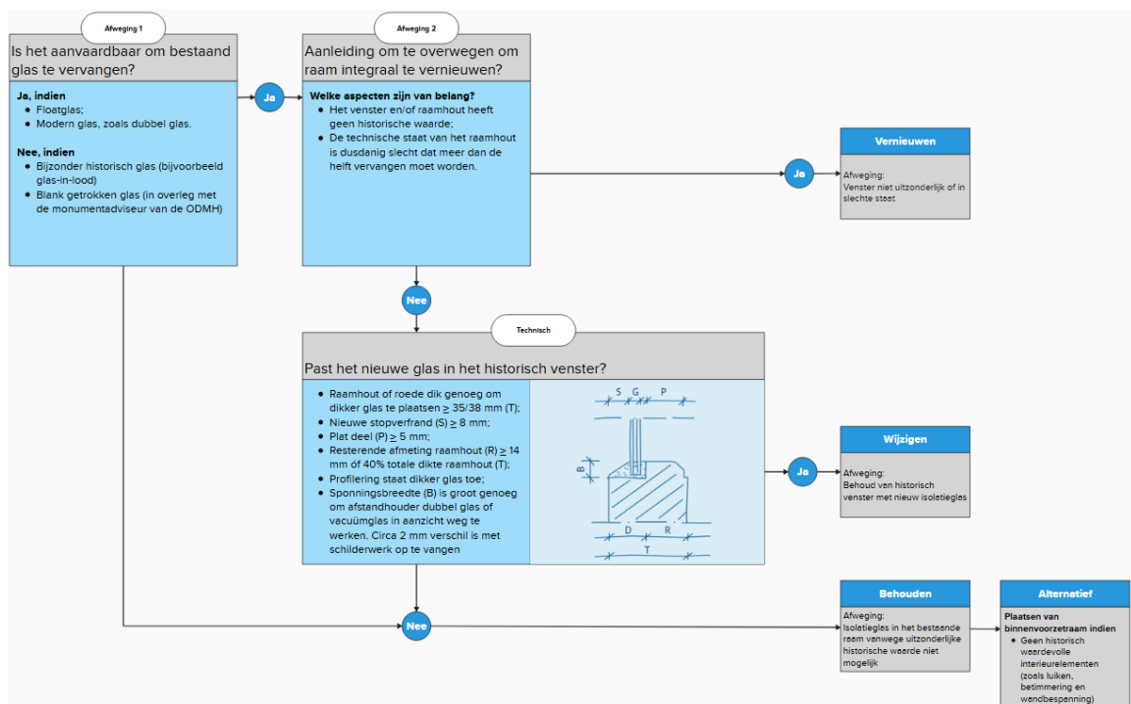 Afweging 1
Is het aanvaardbaar om bestaand
glas te vervangen?
Ja, indien
• Floatglas;
• Modern glas, zoals dubbel glas.
Nee, indien
• Bijzonder historisch glas (bijvoorbeeld
glas-in-lood)
• Blank getrokken glas (in overleg met
de monumentadviseur van de ODMH)
Ja
Afweging 2
Aanleiding om te overwegen om
raam integraal te vernieuwen?
Welke aspecten zijn van belang?
• Het venster en/of raamhout heeft
geen historische waarde;
• De technische staat van het raamhout
is dusdanig slecht dat meer dan de
helft vervangen moet worden.
Ja
Vernieuwen
Afweging:
Venster niet uitzonderlijk of in
slechte staat
Nee
Technisch
Past het nieuwe glas in het historisch venster?
• Raamhout of roede dik genoeg om
dikker glas te plaatsen ≥ 35/38 mm (T);
• Nieuwe stopverfrand (S) ≥ 8 mm;
• Plat deel (P) ≥ 5 mm;
• Resterende afmeting raamhout (R) ≥ 14
mm óf 40% totale dikte raamhout (T);
• Profilering staat dikker glas toe;
• Sponningsbreedte (B) is groot genoeg
om afstandhouder dubbel glas of
vacuümglas in aanzicht weg te
werken. Circa 2 mm verschil is met
schilderwerk op te vangen
S G P
B
D R
T
Ja
Wijzigen
Afweging:
Behoud van historisch
venster met nieuw isolatieglas
Nee
Behouden
Afweging:
Isolatieglas in het bestaande
raam vanwege uitzonderlijke
historische waarde niet
mogelijk
Alternatief
Plaatsen van
binnenvoorzetraam indien
• Geen historisch
waardevolle
interieurelementen
(zoals luiken,
betimmering en
wandbespanning)